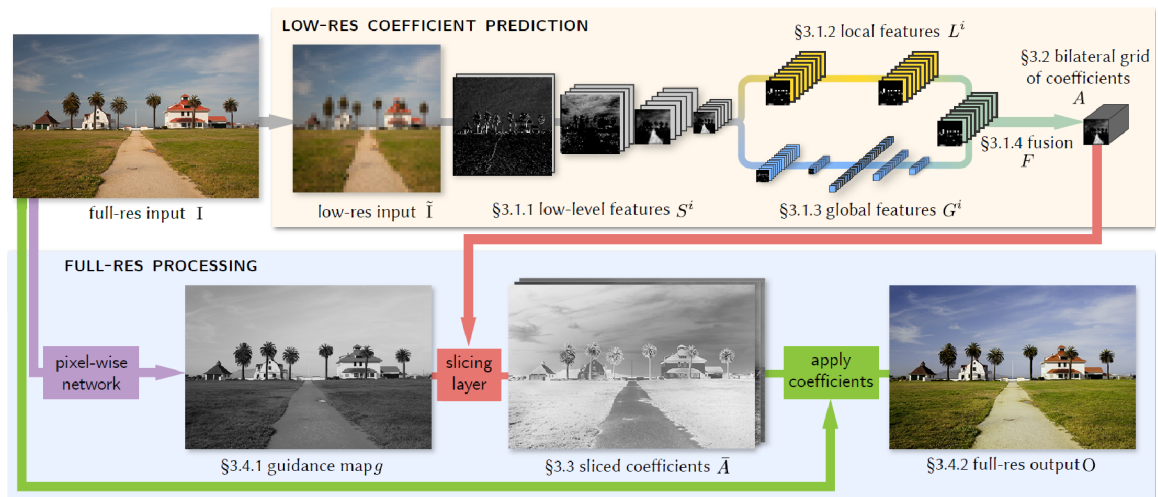 LOW-RES COEFFICIENT PREDICTION
§3.1.2 local features Lⁱ
§3.2 bilateral grid
of coefficients
A
§3.1.4 fusion
F
full-res input I
low-res input Ĩ
§3.1.1 low-level features Sⁱ
§3.1.3 global features Gⁱ
FULL-RES PROCESSING
pixel-wise
network
slicing
layer
apply
coefficients
§3.4.1 guidance map g
§3.3 sliced coefficients Ā
§3.4.2 full-res output O